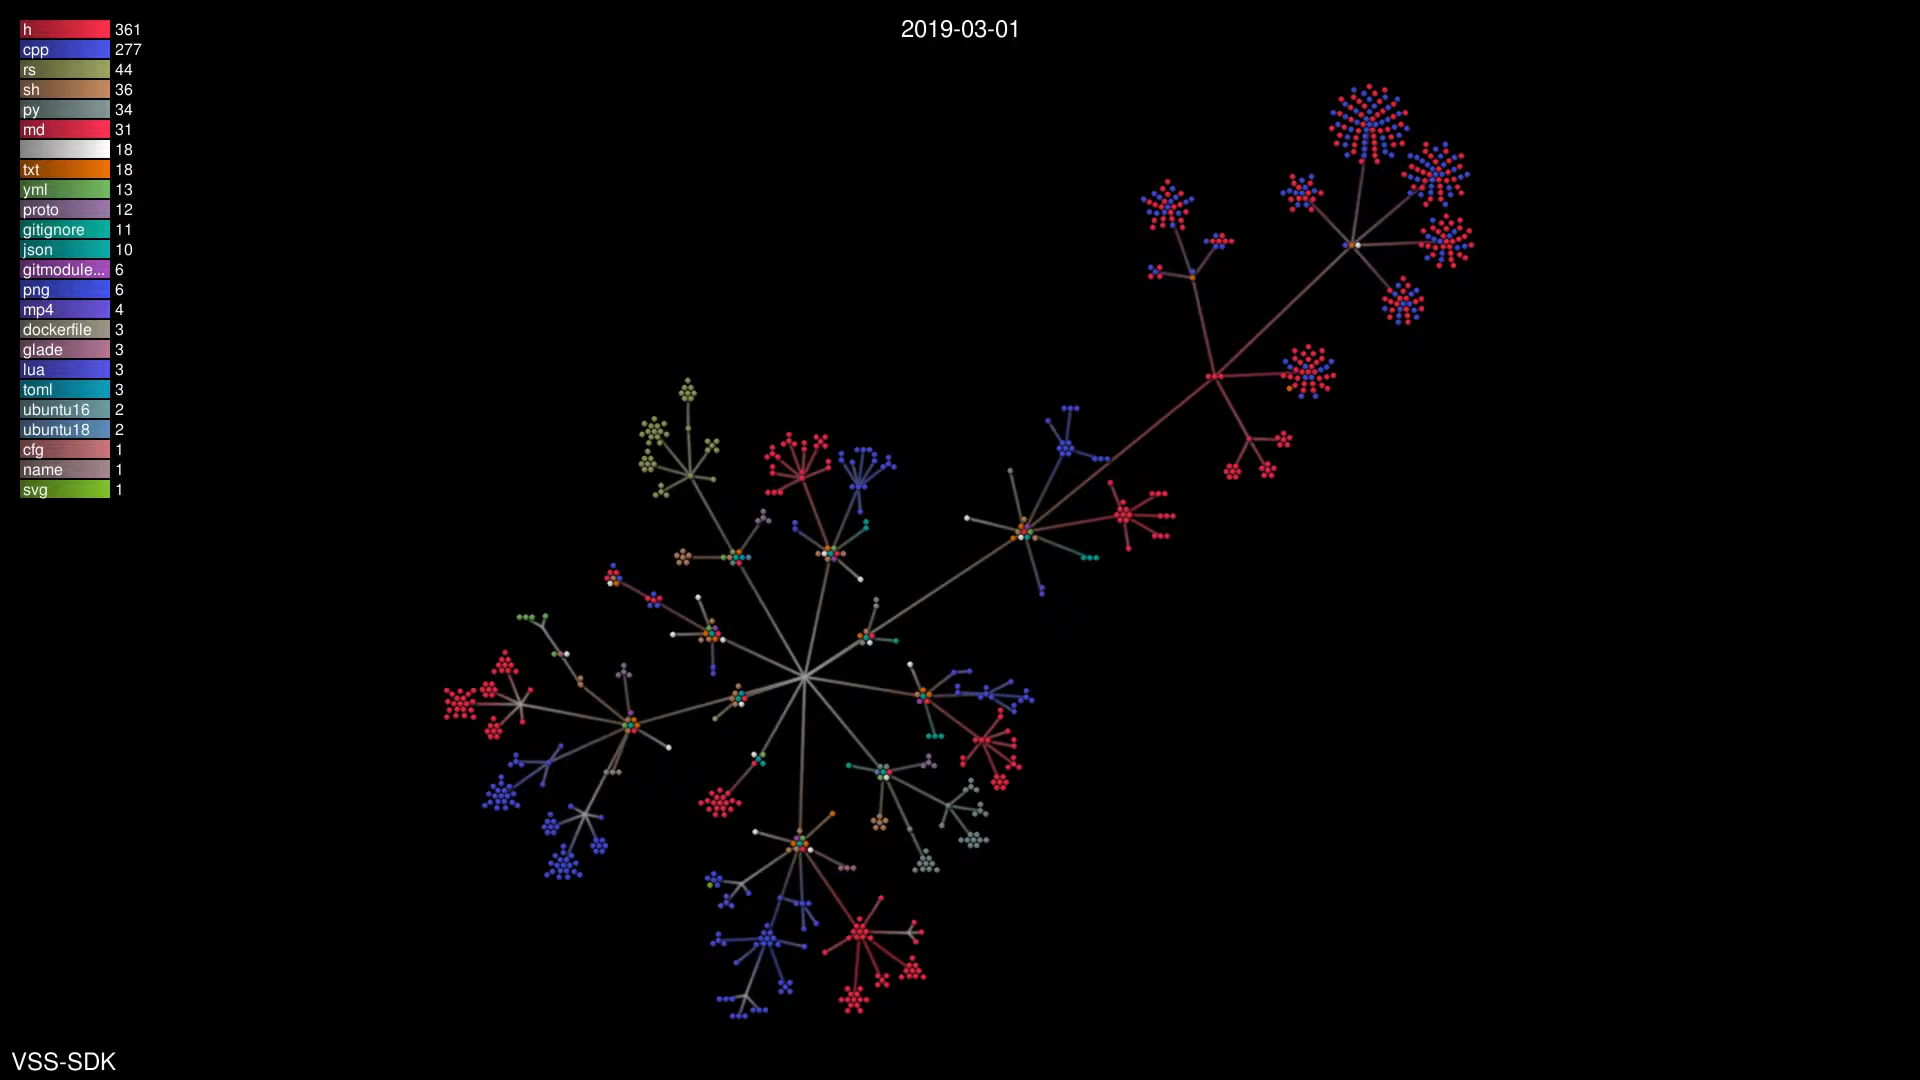 2019-03-01
h 361
cpp 277
rs 44
sh 36
py 34
md 31
18
txt 18
yml 13
proto 12
gitignore 11
json 10
gitmodule... 6
png 6
mp4 4
dockerfile 3
glade 3
lua 3
toml 3
ubuntu16 2
ubuntu18 2
cfg 1
name 1
svg 1
VSS-SDK